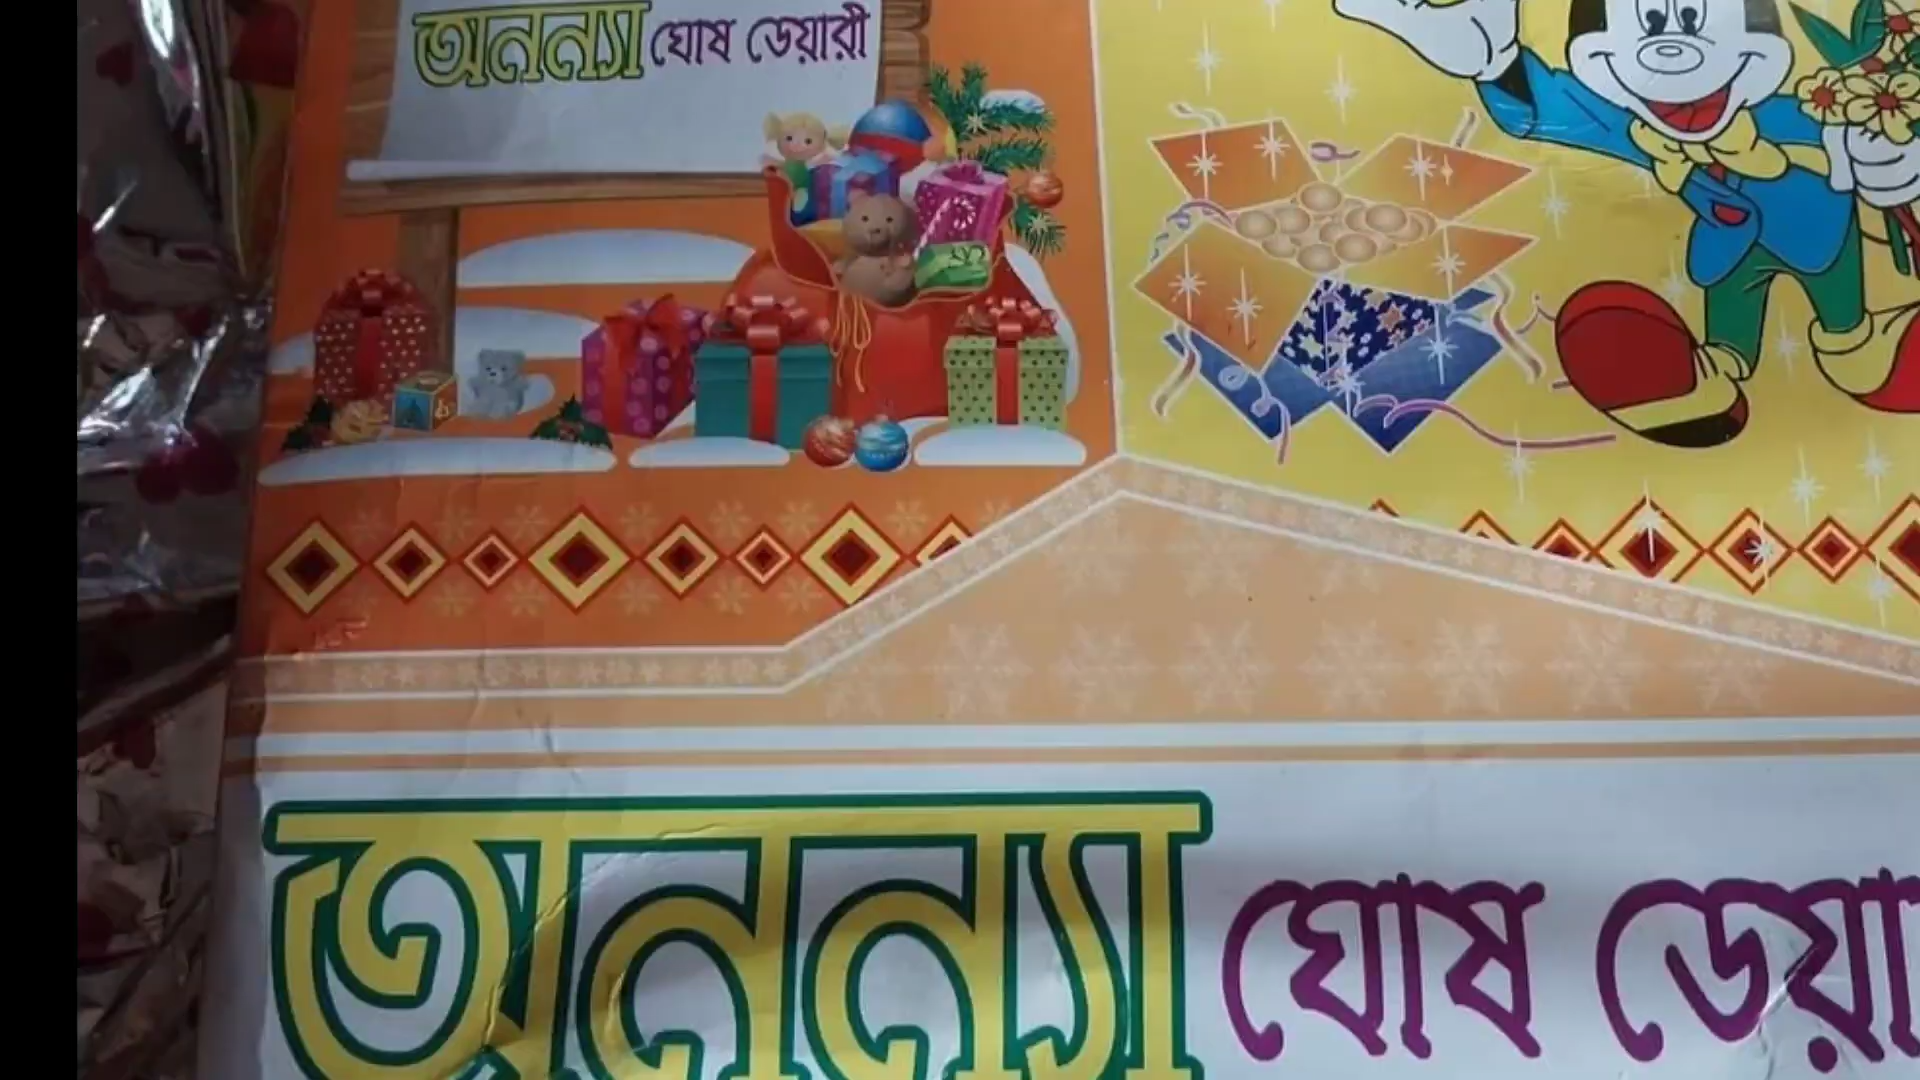 অনন্যা ঘোষ ডেয়ারী
অনন্যা ঘোষ